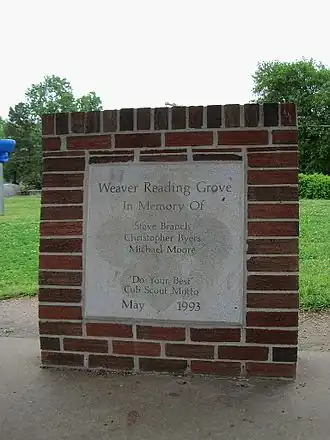 Weaver Reading Grove
In Memory Of
Steve Branch
Christopher Byers
Michael Moore
"Do Your Best"
Cub Scout Motto
May 1993